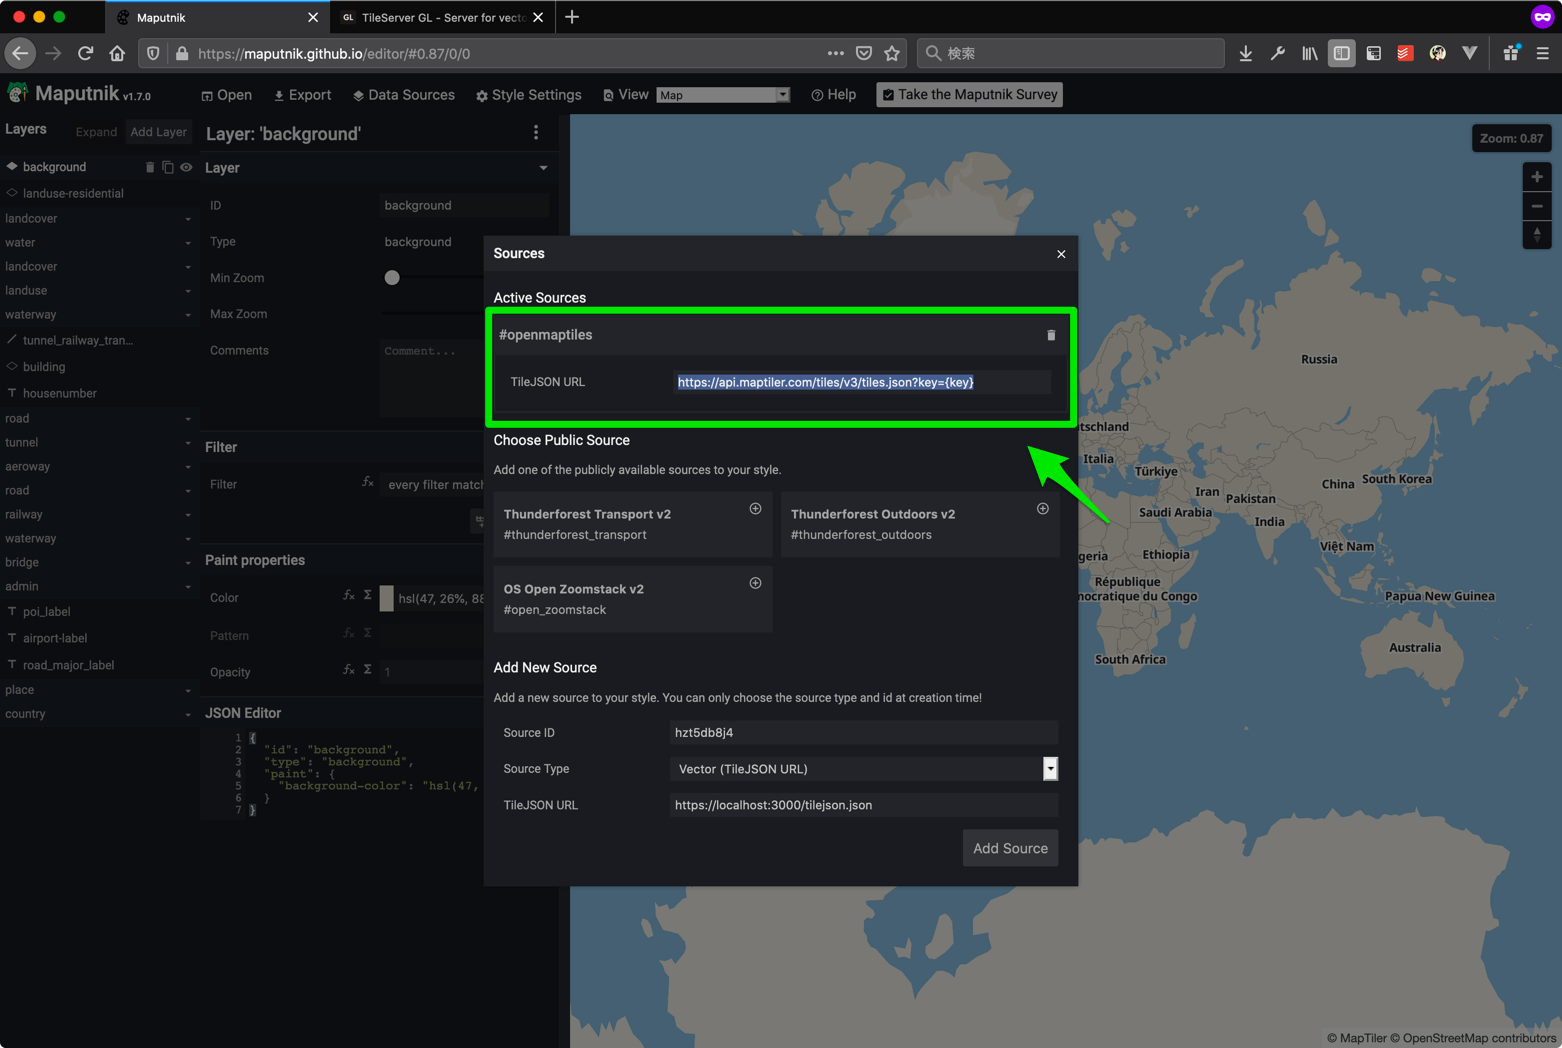 Maputnik
GL TileServer GL - Server for vecto
https://maputnik.github.io/editor/#0.87/0/0
検索
Maputnik v1.7.0
Open
Export
Data Sources
Style Settings
View
Map
Help
Take the Maputnik Survey
Layers
Expand
Add Layer
background
landuse-residential
landcover
water
landcover
landuse
waterway
tunnel_railway_tran...
building
housenumber
road
tunnel
aeroway
road
railway
waterway
bridge
admin
poi_label
airport-label
road_major_label
place
country
Layer: 'background'
Layer
ID
background
Type
background
Min Zoom
Max Zoom
Comments
Comment...
Filter
Filter
every filter match
Paint properties
Color
hsl(47, 26%, 88
Pattern
Opacity
1
JSON Editor
1 {
2 "id": "background",
3 "type": "background",
4 "paint": {
5 "background-color": "hsl(47,
6 }
7 }
Sources
Active Sources
#openmaptiles
TileJSON URL
https://api.maptiler.com/tiles/v3/tiles.json?key={key}
Choose Public Source
Add one of the publicly available sources to your style.
Thunderforest Transport v2
#thunderforest_transport
Thunderforest Outdoors v2
#thunderforest_outdoors
OS Open Zoomstack v2
#open_zoomstack
Add New Source
Add a new source to your style. You can only choose the source type and id at creation time!
Source ID
hzt5db8j4
Source Type
Vector (TileJSON URL)
TileJSON URL
https://localhost:3000/tilejson.json
Add Source
Zoom: 0.87
Russia
tschland
Italia
Türkiye
China
South Korea
Iran
Pakistan
Saudi Arabia
India
Việt Nam
geria
Ethiopia
République
mocratique du Congo
Papua New Guinea
Australia
South Africa
© MapTiler © OpenStreetMap contributors